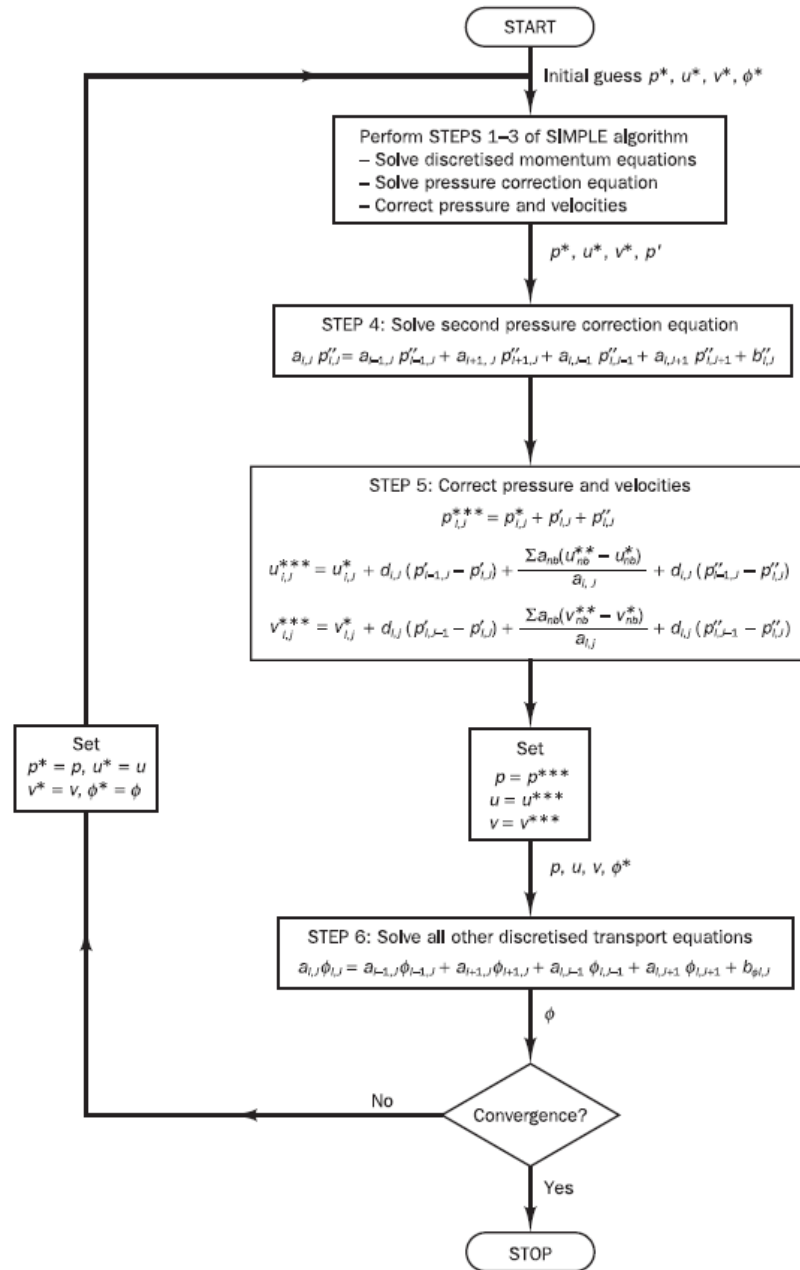 START
Initial guess p*, u*, v*, ϕ*
Perform STEPS 1–3 of SIMPLE algorithm
– Solve discretised momentum equations
– Solve pressure correction equation
– Correct pressure and velocities
p*, u*, v*, p′
STEP 4: Solve second pressure correction equation
a_{I,J} p″_{I,J} = a_{I–1,J} p″_{I–1,J} + a_{I+1,J} p″_{I+1,J} + a_{I,J–1} p″_{I,J–1} + a_{I,J+1} p″_{I,J+1} + b″_{I,J}
STEP 5: Correct pressure and velocities
p***_{I,J} = p*_{I,J} + p′_{I,J} + p″_{I,J}
u***_{i,J} = u*_{i,J} + d_{i,J} (p′_{I–1,J} – p′_{I,J}) + Σa_{nb}(u**_{nb} – u*_{nb}) / a_{i,J} + d_{i,J} (p″_{I–1,J} – p″_{I,J})
v***_{I,j} = v*_{I,j} + d_{I,j} (p′_{I,J–1} – p′_{I,J}) + Σa_{nb}(v**_{nb} – v*_{nb}) / a_{I,j} + d_{I,j} (p″_{I,J–1} – p″_{I,J})
Set
p* = p, u* = u
v* = v, ϕ* = ϕ
Set
p = p***
u = u***
v = v***
p, u, v, ϕ*
STEP 6: Solve all other discretised transport equations
a_{I,J}ϕ_{I,J} = a_{I–1,J}ϕ_{I–1,J} + a_{I+1,J}ϕ_{I+1,J} + a_{I,J–1} ϕ_{I,J–1} + a_{I,J+1} ϕ_{I,J+1} + b_{ϕI,J}
ϕ
No
Convergence?
Yes
STOP